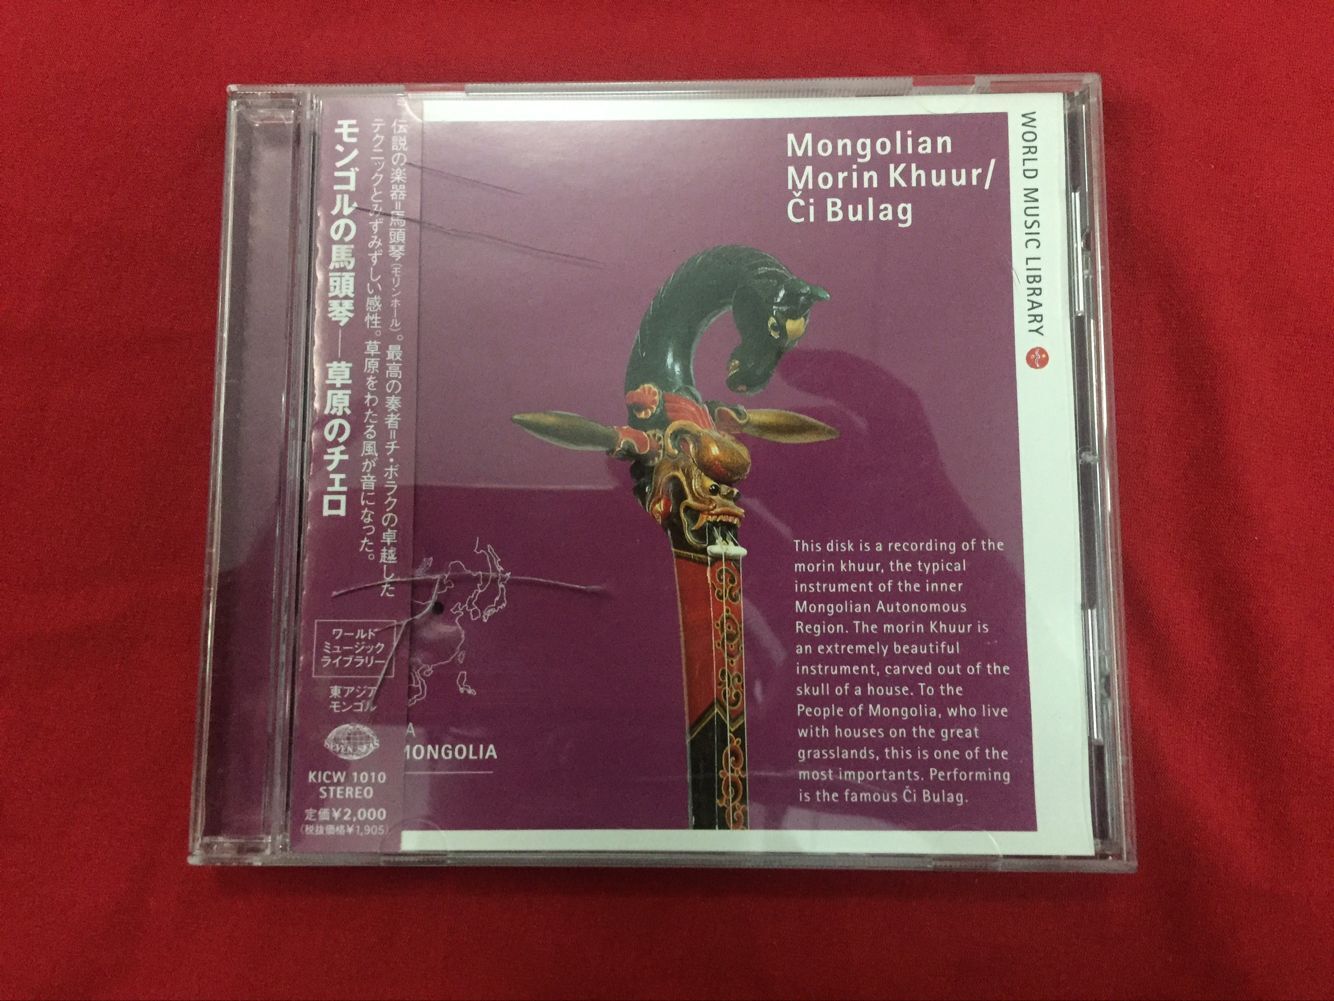 モンゴルの馬頭琴—草原のチェロ
伝説の楽器=馬頭琴(モリンホール)。最高の奏者=チ・ボラクの卓越した
テクニックとみずみずしい感性。草原をわたる風が音になった。
ワールド
ミュージック
ライブラリー
東アジア
モンゴル
SEVEN SEAS
KICW 1010
STEREO
定価¥2,000
(税抜価格¥1,905)
A
MONGOLIA
Mongolian
Morin Khuur/
Či Bulag
This disk is a recording of the
morin khuur, the typical
instrument of the inner
Mongolian Autonomous
Region. The morin Khuur is
an extremely beautiful
instrument, carved out of the
skull of a house. To the
People of Mongolia, who live
with houses on the great
grasslands, this is one of the
most importants. Performing
is the famous Či Bulag.
WORLD MUSIC LIBRARY